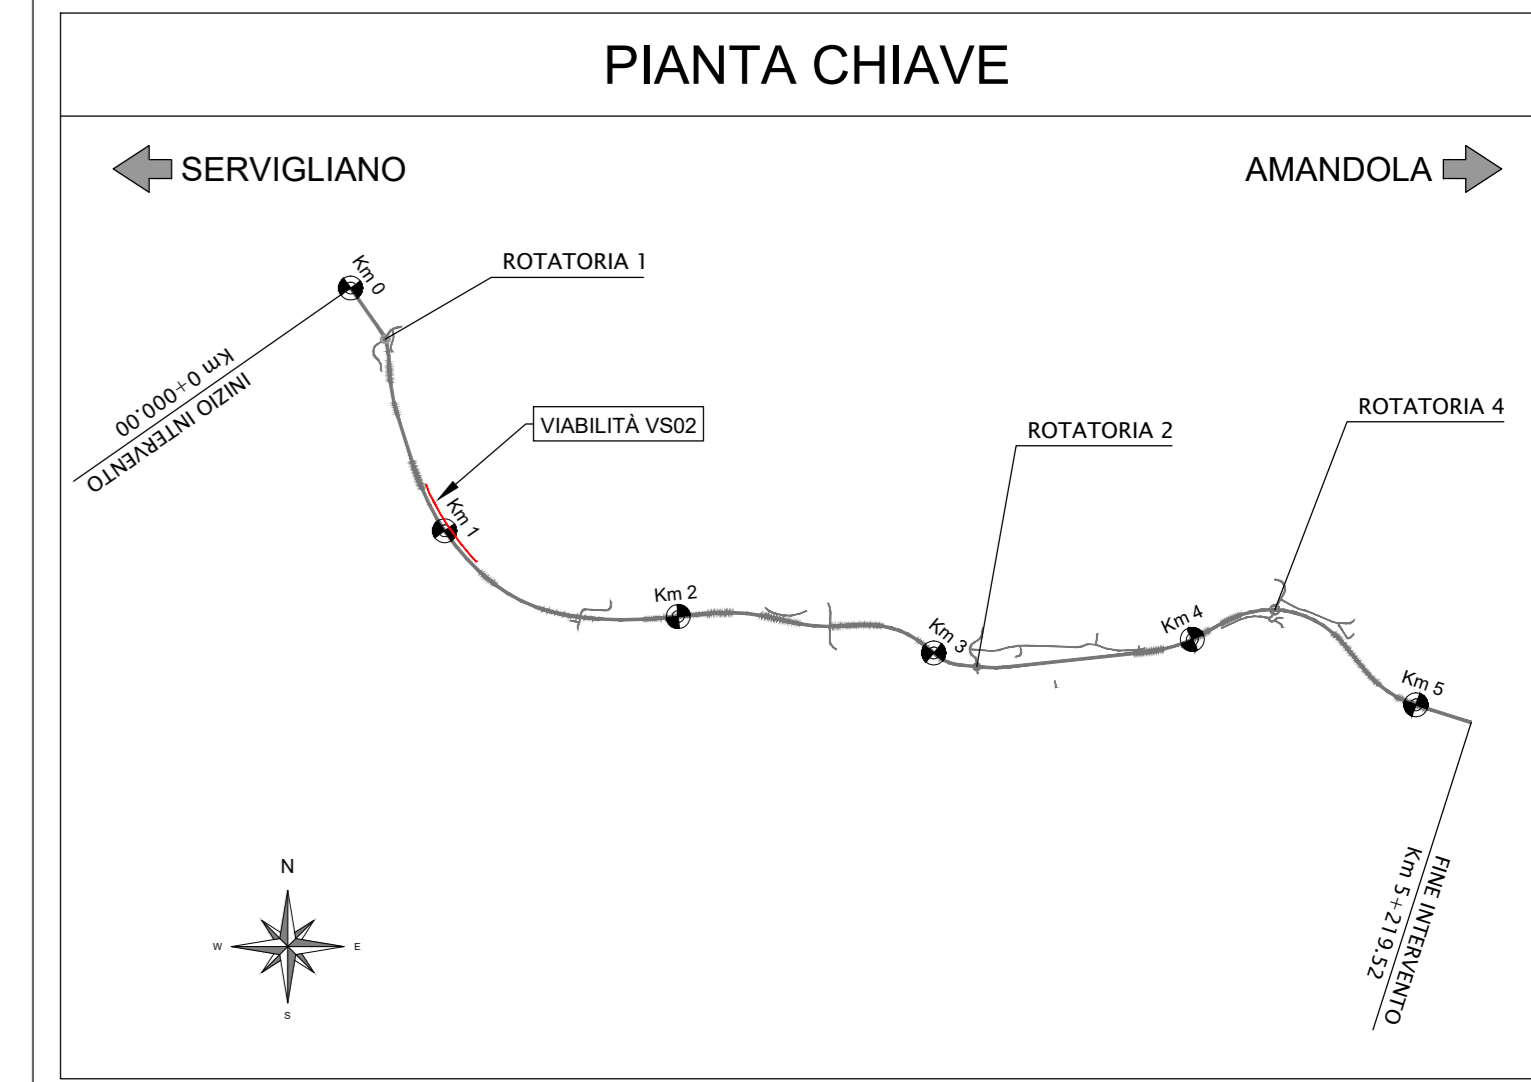 PIANTA CHIAVE
SERVIGLIANO
AMANDOLA
Km 0
ROTATORIA 1
Km 0+000.00
INIZIO INTERVENTO
VIABILITÀ VS02
ROTATORIA 4
ROTATORIA 2
Km 1
Km 2
Km 3
Km 4
Km 5
FINE INTERVENTO
Km 5+219.52
N
W
E
S